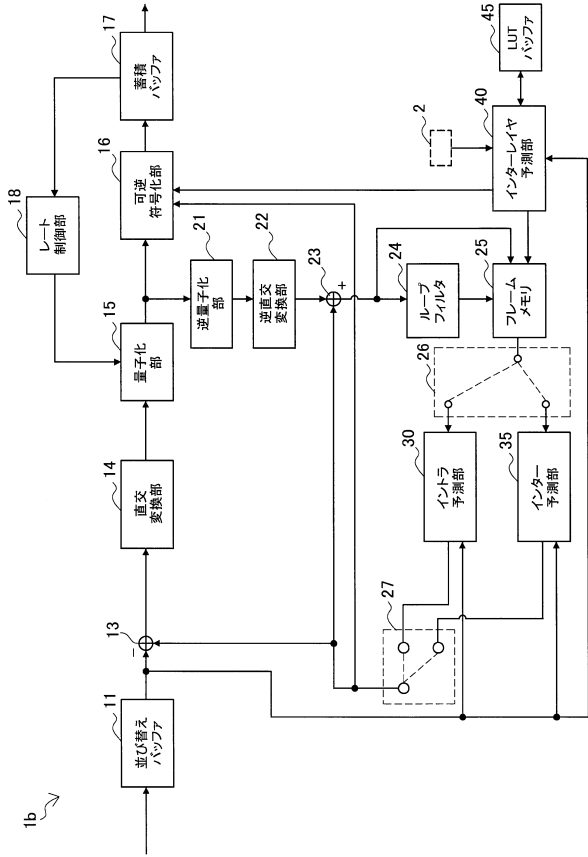 1b
11
並び替え
バッファ
13
−
14
直交
変換部
15
量子化
部
16
可逆
符号化部
17
蓄積
バッファ
18
レート
制御部
21
逆量子化
部
22
逆直交
変換部
23
+
24
ループ
フィルタ
25
フレーム
メモリ
26
27
30
イントラ
予測部
35
インター
予測部
2
40
インターレイヤ
予測部
45
LUT
バッファ